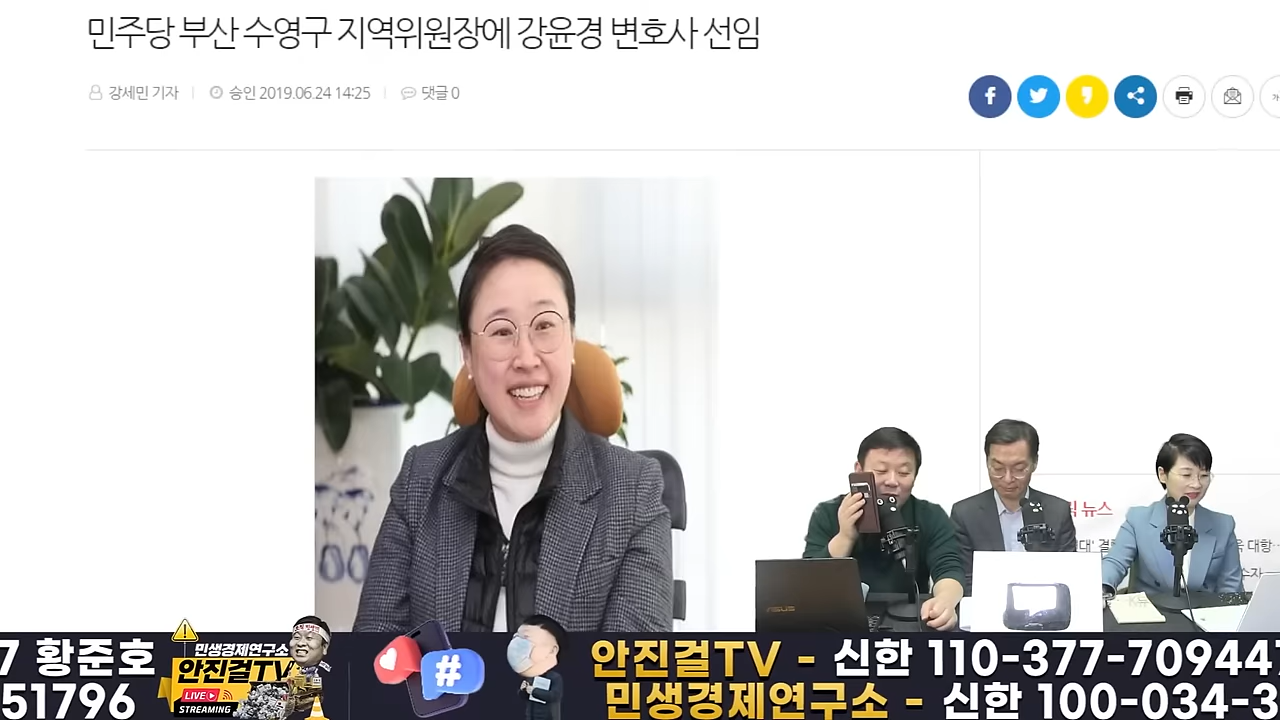 민주당 부산 수영구 지역위원장에 강윤경 변호사 선임
강세민 기자
승인 2019.06.24 14:25
댓글 0
뉴스
7 황준호
51796
민생경제연구소
안진걸TV
LIVE
STREAMING
#
안진걸TV - 신한 110-377-709447
민생경제연구소 - 신한 100-034-3